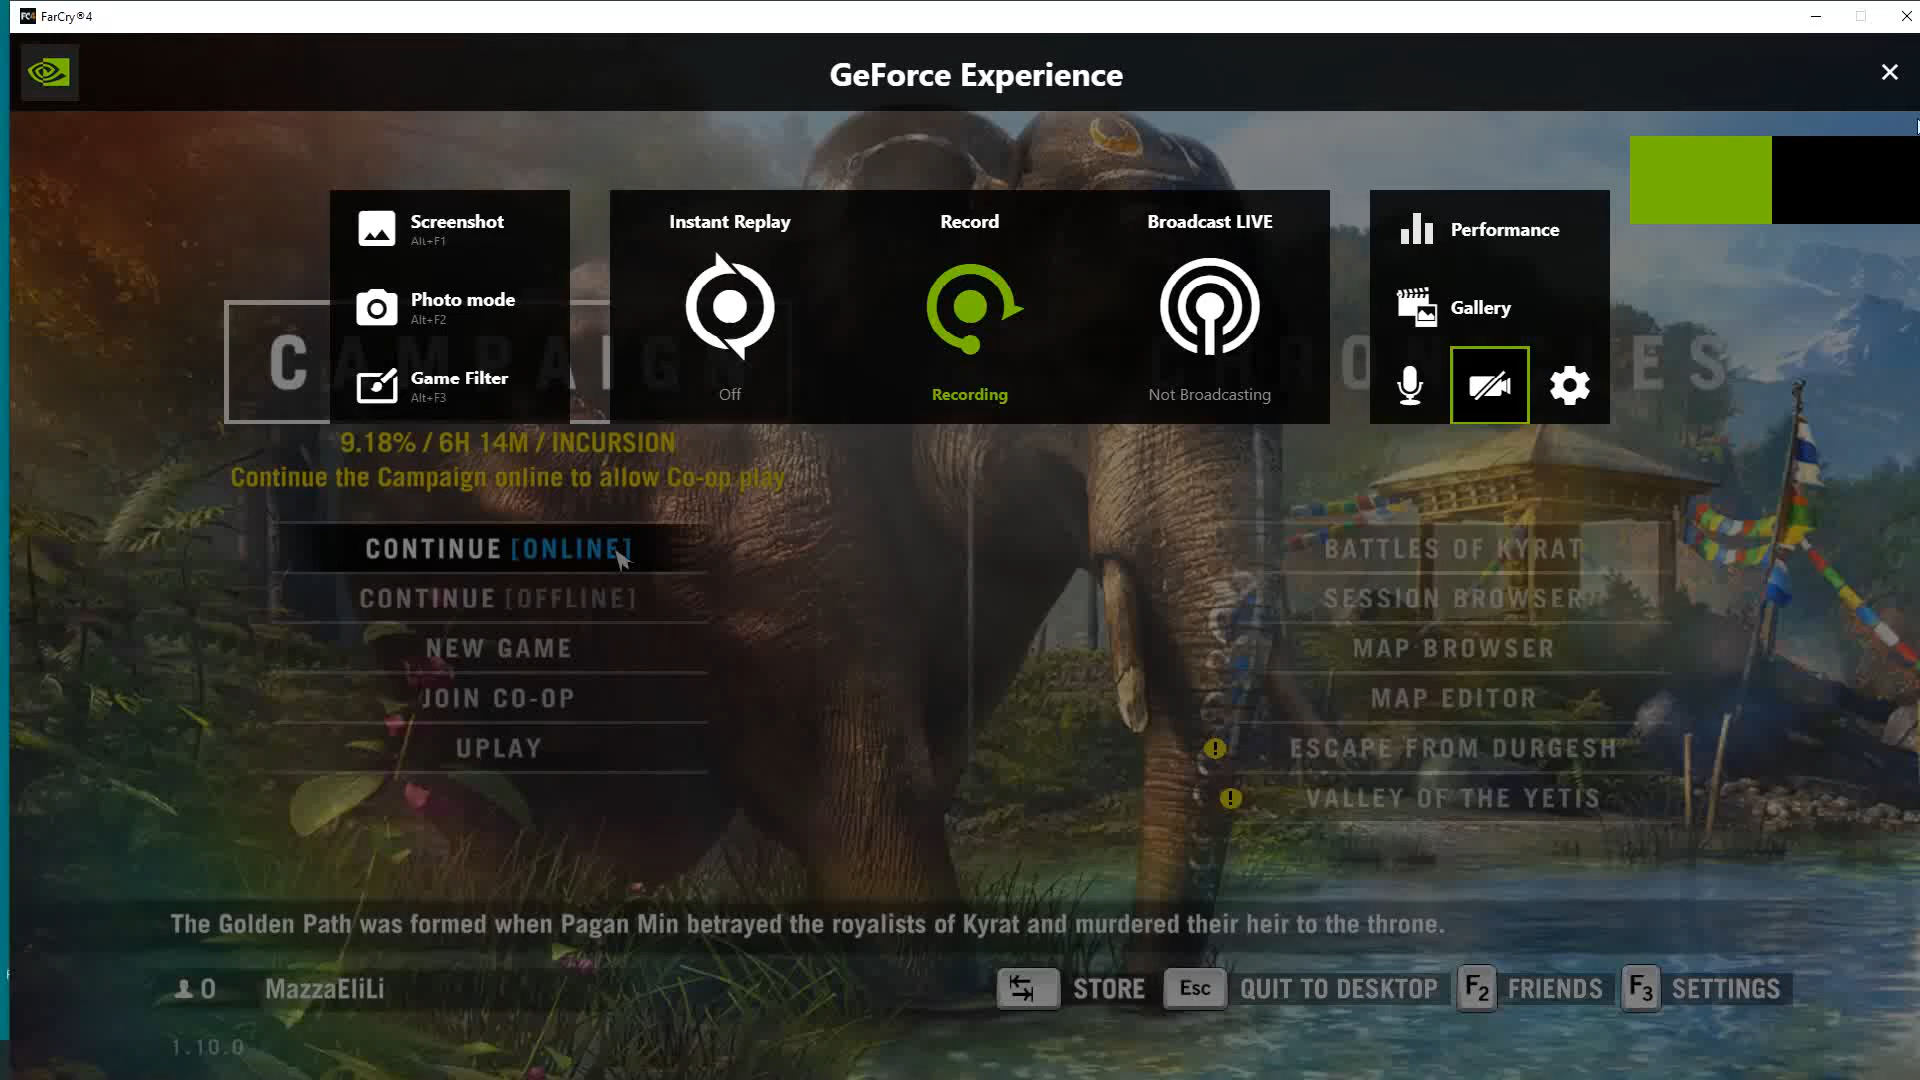 FarCry®4
GeForce Experience
Screenshot
Alt+F1
Photo mode
Alt+F2
Game Filter
Alt+F3
Instant Replay
Off
Record
Recording
Broadcast LIVE
Not Broadcasting
Performance
Gallery
CAMPAIGN
9.18% / 6H 14M / INCURSION
Continue the Campaign online to allow Co-op play
CONTINUE [ONLINE]
CONTINUE [OFFLINE]
NEW GAME
JOIN CO-OP
UPLAY
BATTLES OF KYRAT
SESSION BROWSER
MAP BROWSER
MAP EDITOR
! ESCAPE FROM DURGESH
! VALLEY OF THE YETIS
The Golden Path was formed when Pagan Min betrayed the royalists of Kyrat and murdered their heir to the throne.
0 MazzaEliLi
STORE Esc QUIT TO DESKTOP F2 FRIENDS F3 SETTINGS
1.10.0